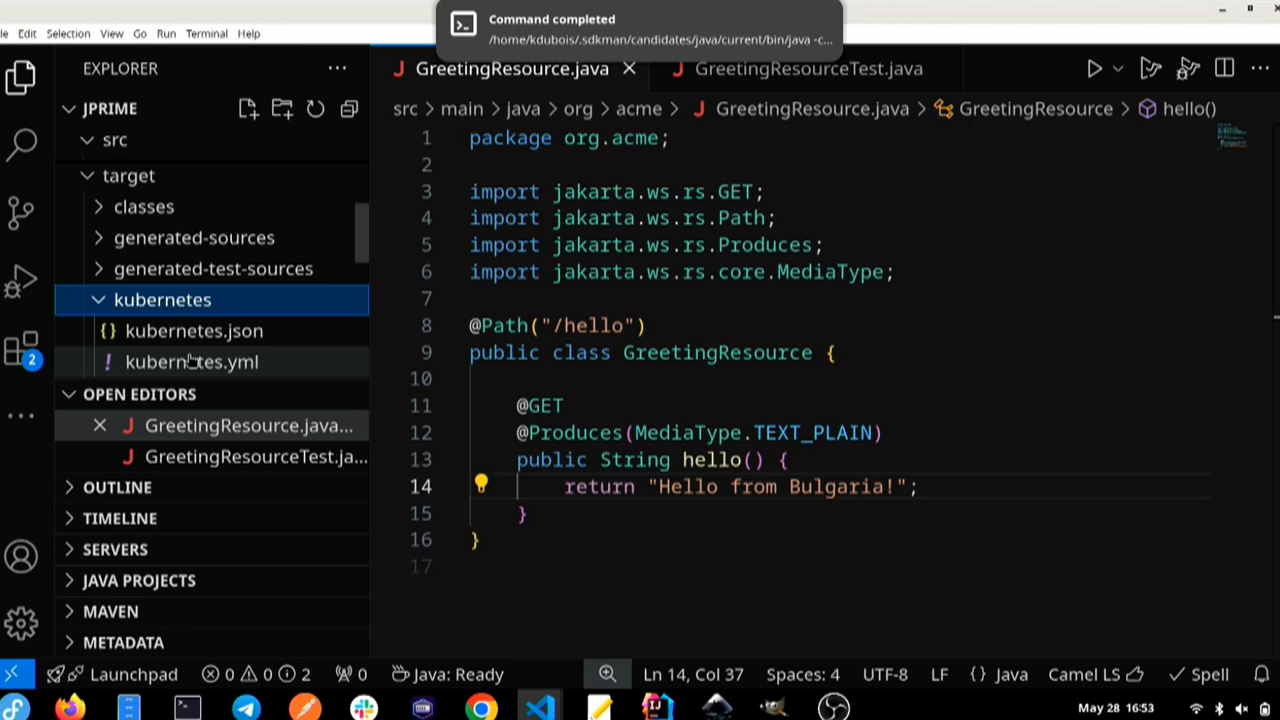 Command completed
/home/kdubois/.sdkman/candidates/java/current/bin/java -c...
le Edit Selection View Go Run Terminal Help
EXPLORER
JPRIME
src
target
classes
generated-sources
generated-test-sources
kubernetes
{} kubernetes.json
! kubernetes.yml
OPEN EDITORS
J GreetingResource.java...
J GreetingResourceTest.ja...
OUTLINE
TIMELINE
SERVERS
JAVA PROJECTS
MAVEN
METADATA
2
J GreetingResource.java
J GreetingResourceTest.java
src > main > java > org > acme > J GreetingResource.java > GreetingResource > hello()
1 package org.acme;
2
3 import jakarta.ws.rs.GET;
4 import jakarta.ws.rs.Path;
5 import jakarta.ws.rs.Produces;
6 import jakarta.ws.rs.core.MediaType;
7
8 @Path("/hello")
9 public class GreetingResource {
10
11 @GET
12 @Produces(MediaType.TEXT_PLAIN)
13 public String hello() {
14 return "Hello from Bulgaria!";
15 }
16 }
17
Launchpad 0 0 2 0 Java: Ready Ln 14, Col 37 Spaces: 4 UTF-8 LF {} Java Camel LS Spell
May 28 16:53